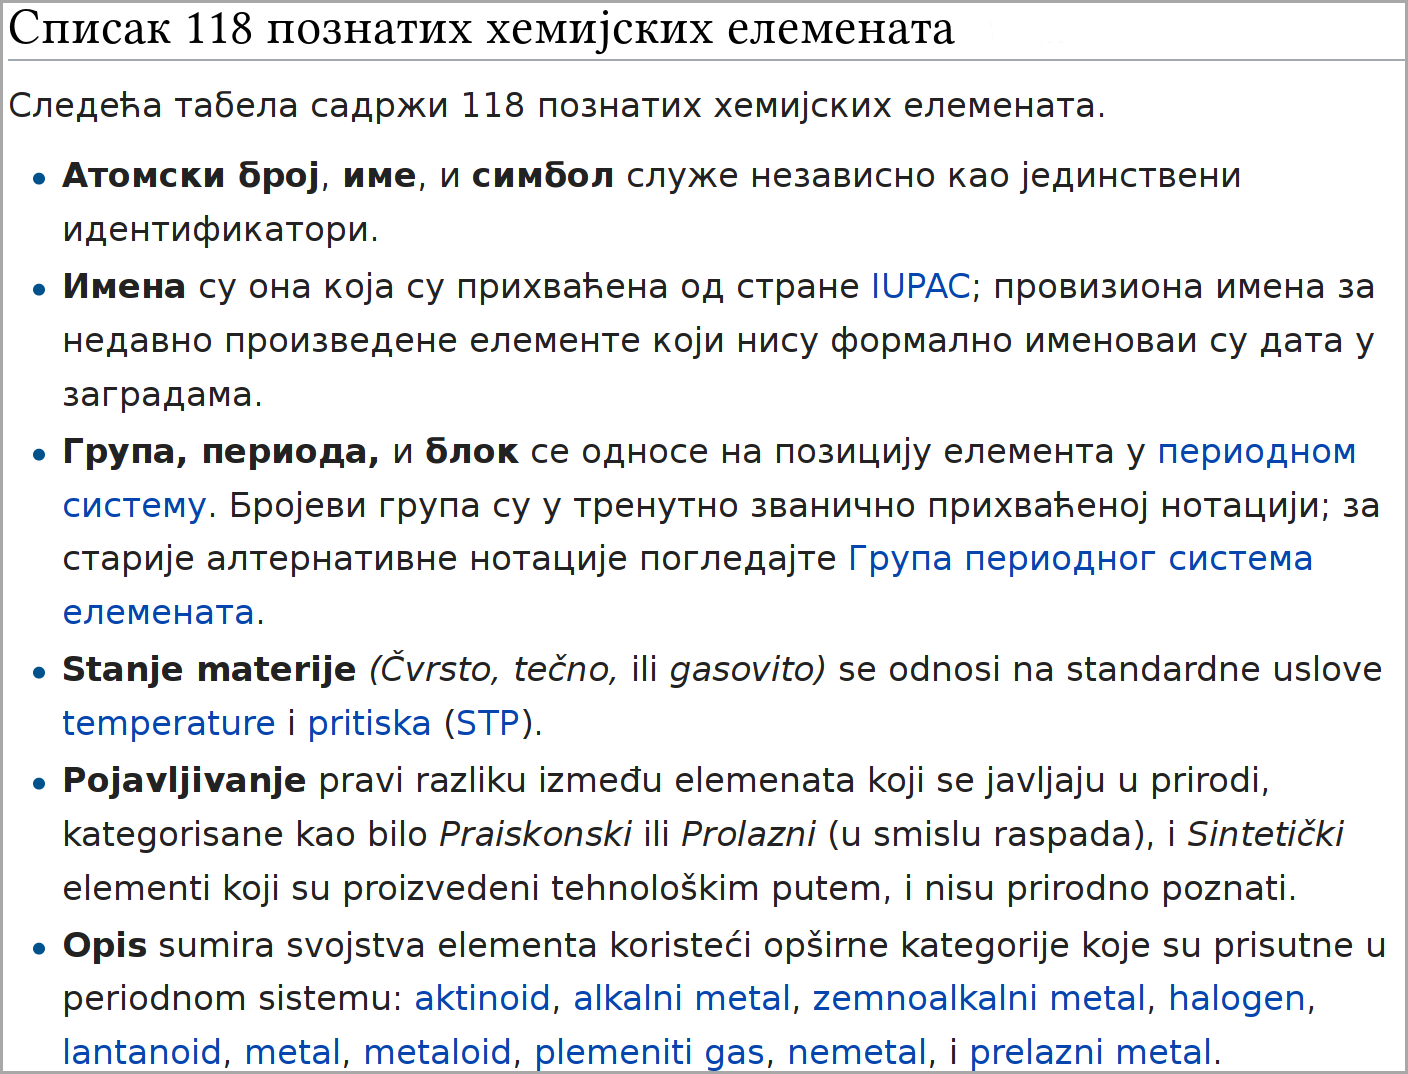 Списак 118 познатих хемијских елемената
Следећа табела садржи 118 познатих хемијских елемената.
• Атомски број, име, и симбол служе независно као јединствени
идентификатори.
• Имена су она која су прихваћена од стране IUPAC; провизиона имена за
недавно произведене елементе који нису формално именоваи су дата у
заградама.
• Група, периода, и блок се односе на позицију елемента у периодном
систему. Бројеви група су у тренутно званично прихваћеној нотацији; за
старије алтернативне нотације погледајте Група периодног система
елемената.
• Stanje materije (Čvrsto, tečno, ili gasovito) se odnosi na standardne uslove
temperature i pritiska (STP).
• Pojavljivanje pravi razliku između elemenata koji se javljaju u prirodi,
kategorisane kao bilo Praiskonski ili Prolazni (u smislu raspada), i Sintetički
elementi koji su proizvedeni tehnološkim putem, i nisu prirodno poznati.
• Opis sumira svojstva elementa koristeći opširne kategorije koje su prisutne u
periodnom sistemu: aktinoid, alkalni metal, zemnoalkalni metal, halogen,
lantanoid, metal, metaloid, plemeniti gas, nemetal, i prelazni metal.